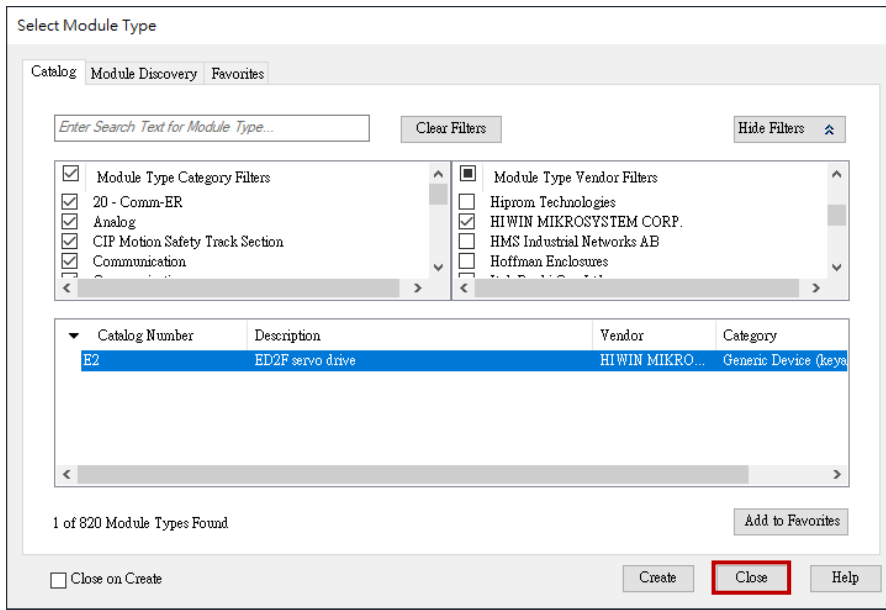 Select Module Type
Catalog Module Discovery Favorites
Enter Search Text for Module Type...
Clear Filters
Hide Filters
Module Type Category Filters
20 - Comm-ER
Analog
CIP Motion Safety Track Section
Communication
Module Type Vendor Filters
Hiprom Technologies
HIWIN MIKROSYSTEM CORP.
HMS Industrial Networks AB
Hoffman Enclosures
Catalog Number Description Vendor Category
E2 ED2F servo drive HIWIN MIKRO... Generic Device (keya
1 of 820 Module Types Found
Add to Favorites
Close on Create
Create Close Help